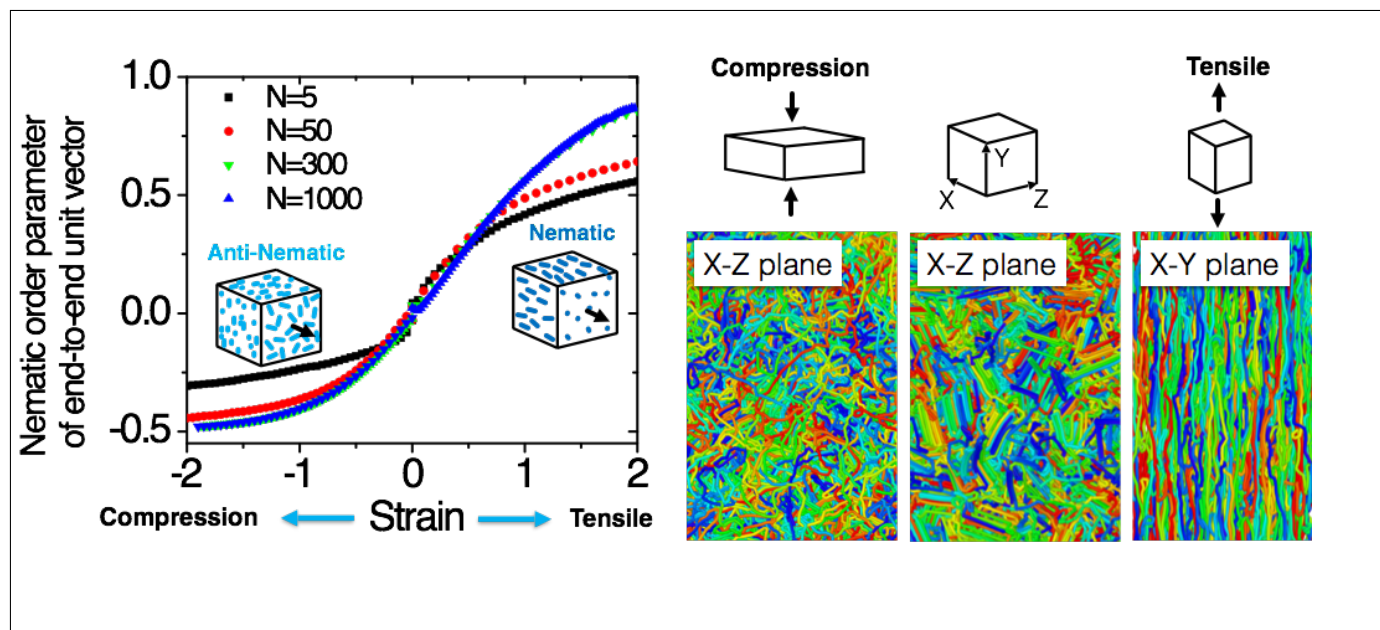 Nematic order parameter
of end-to-end unit vector
1.0
0.5
0.0
-0.5
N=5
N=50
N=300
N=1000
Anti-Nematic
Nematic
-2
-1
0
1
2
Compression
Strain
Tensile
Compression
Tensile
Y
X
Z
X-Z plane
X-Z plane
X-Y plane